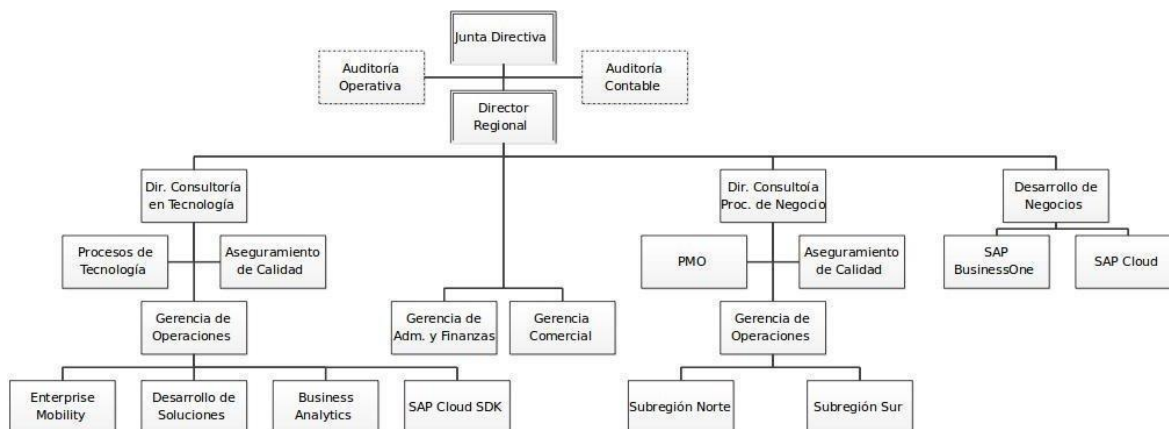 Junta Directiva
Auditoría
Operativa
Auditoría
Contable
Director
Regional
Dir. Consultoría
en Tecnología
Dir. Consultoía
Proc. de Negocio
Desarrollo de
Negocios
Procesos de
Tecnología
Aseguramiento
de Calidad
PMO
Aseguramiento
de Calidad
SAP
BusinessOne
SAP Cloud
Gerencia de
Operaciones
Gerencia de
Adm. y Finanzas
Gerencia
Comercial
Gerencia de
Operaciones
Enterprise
Mobility
Desarrollo de
Soluciones
Business
Analytics
SAP Cloud SDK
Subregión Norte
Subregión Sur